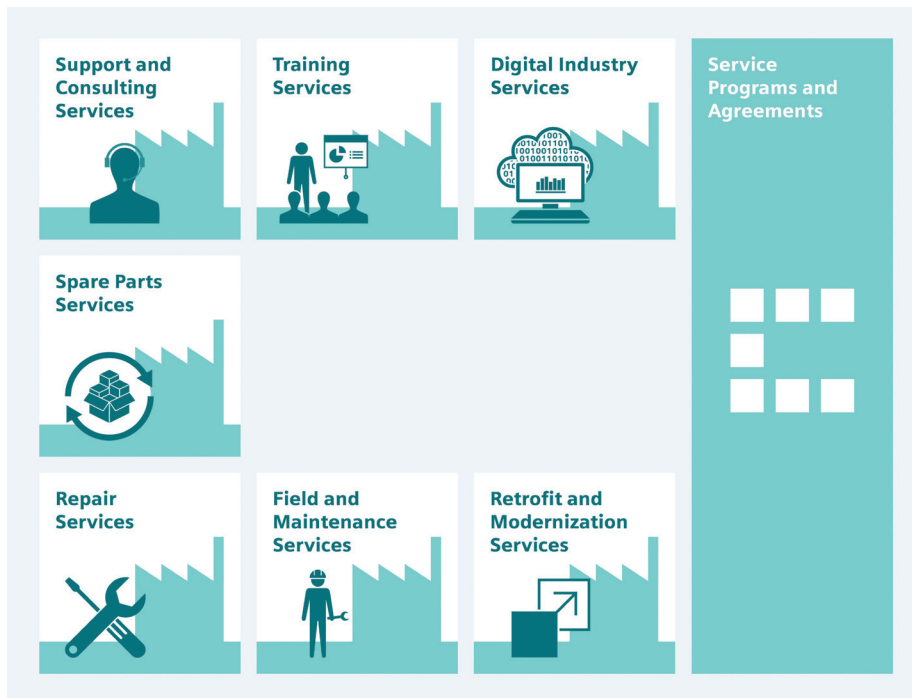 Support and
Consulting
Services
Training
Services
Digital Industry
Services
Service
Programs and
Agreements
Spare Parts
Services
Repair
Services
Field and
Maintenance
Services
Retrofit and
Modernization
Services